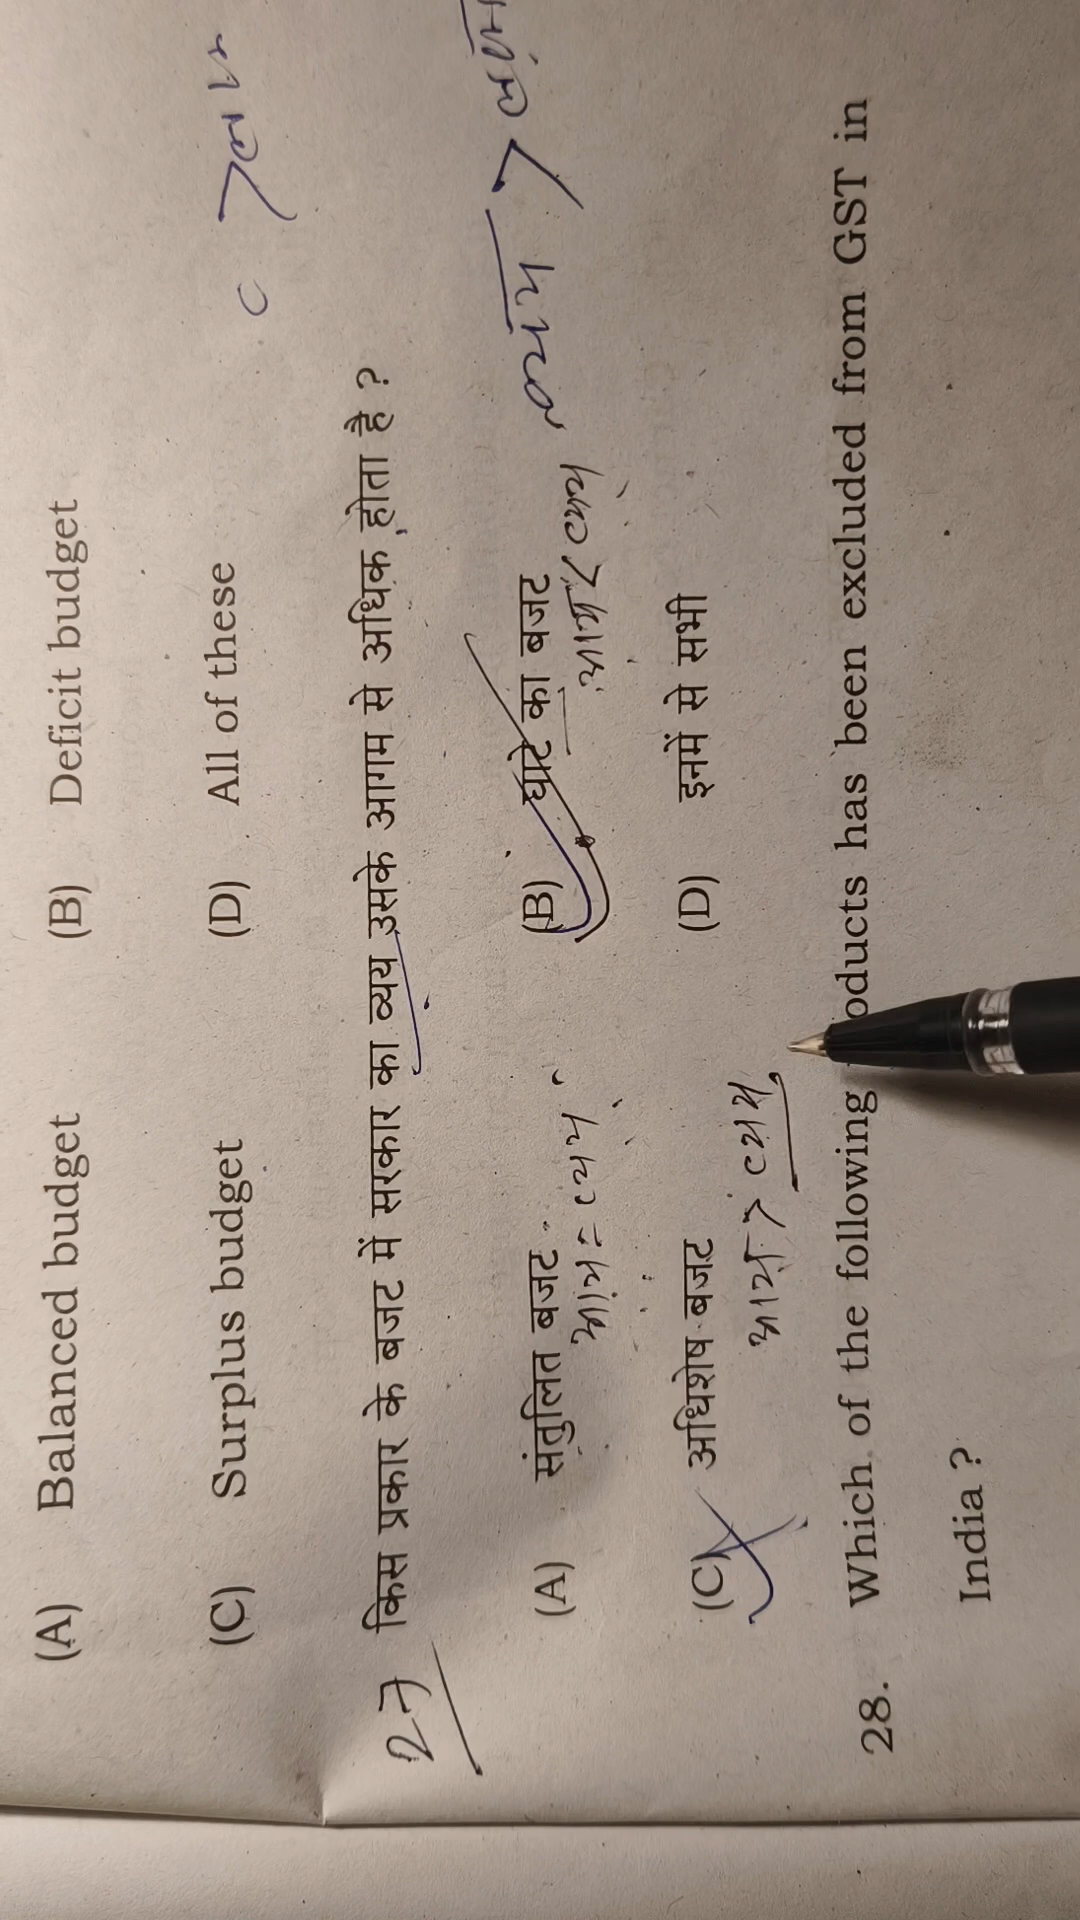 (A) Balanced budget (B) Deficit budget
(C) Surplus budget (D) All of these
27 किस प्रकार के बजट में सरकार का व्यय उसके आगम से अधिक होता है ?
(A) संतुलित बजट (B) घाटे का बजट
आय = व्यय
(C) अधिशेष बजट (D) इनमें से सभी
आय > व्यय
28. Which of the following oducts has been excluded from GST in
India ?